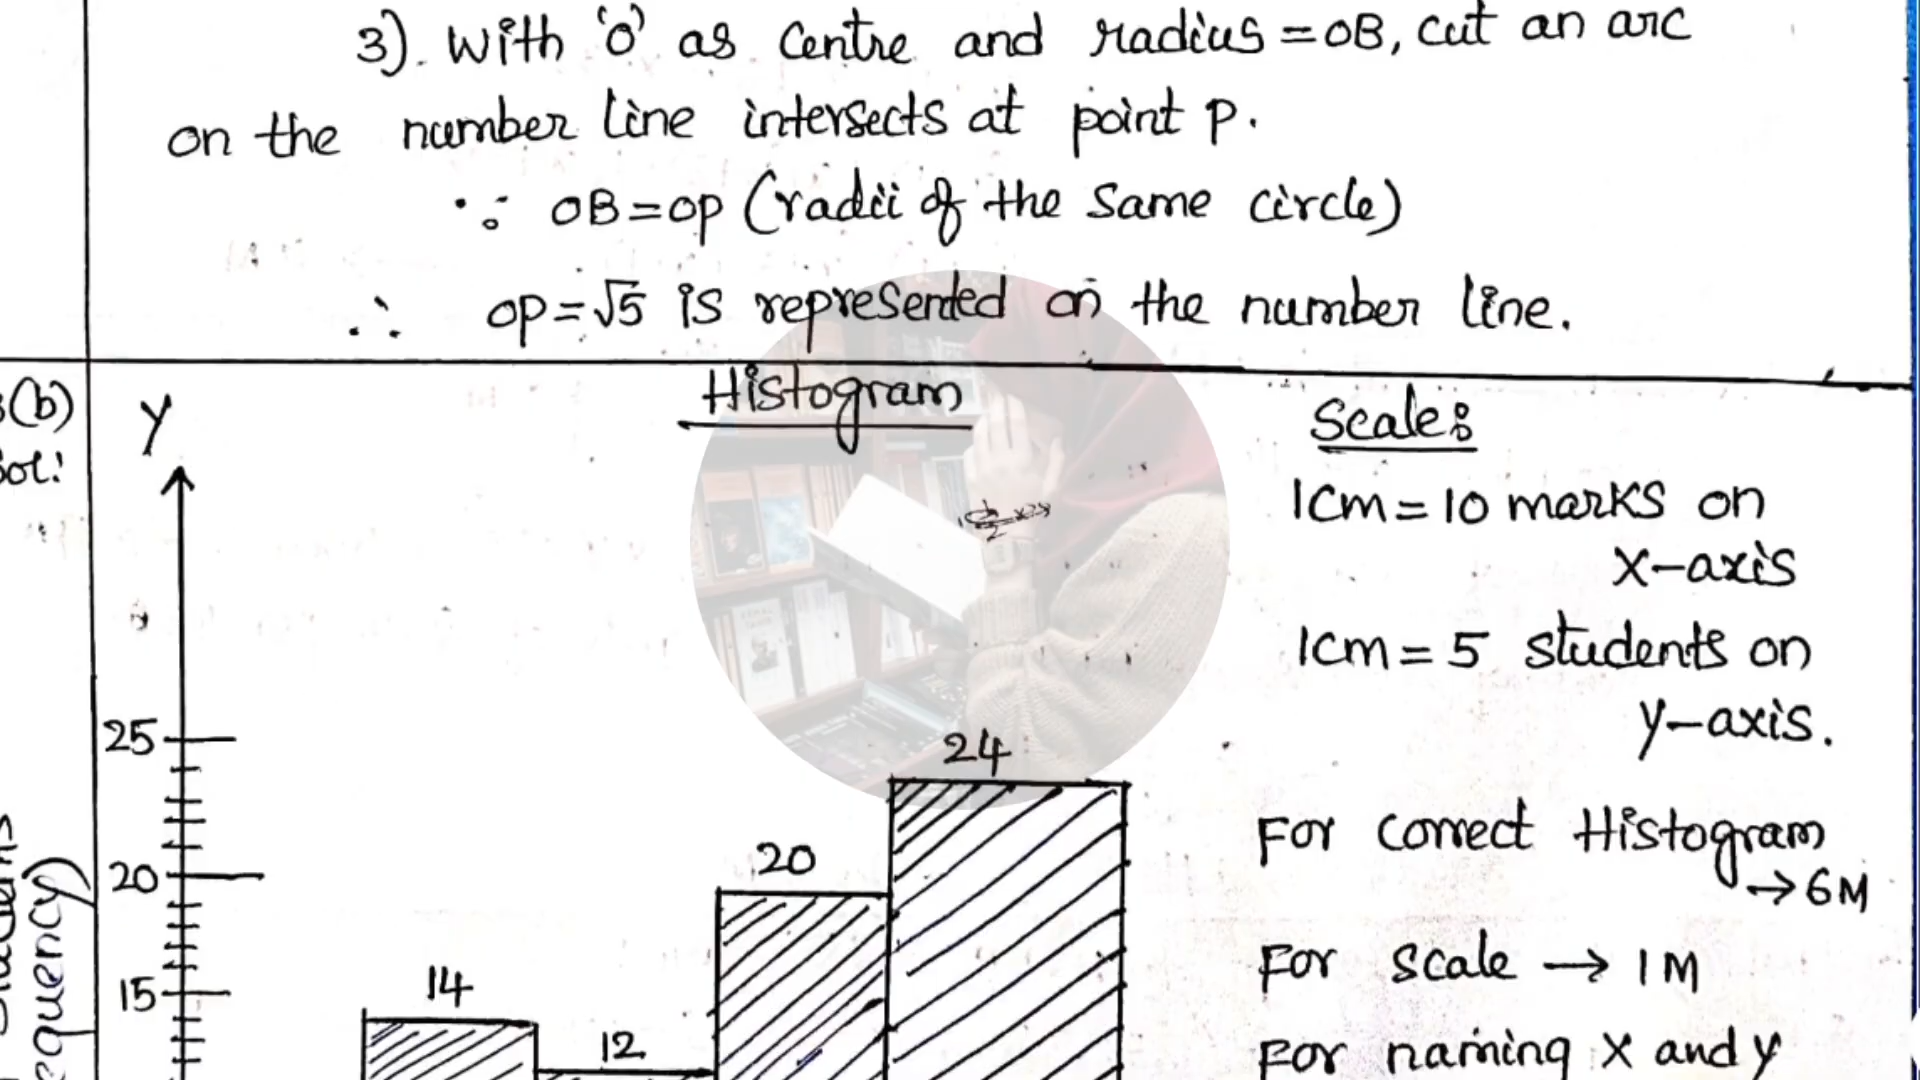 3). With 'O' as Centre and radius = OB, cut an arc
on the number line intersects at point P.
∵ OB = OP (radii of the same circle)
∴ OP = √5 is represented on the number line.
(b)
Y
Histogram
Scale:
1cm = 10 marks on
X-axis
1cm = 5 students on
Y-axis.
25
24
For correct Histogram
→ 6M
20
20
For scale → 1M
15
14
12
For naming X and Y